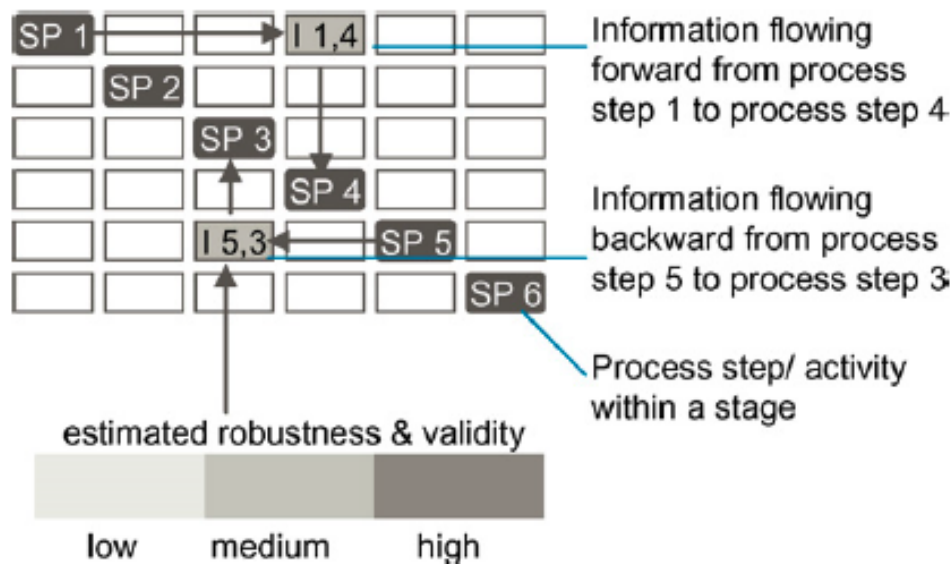 SP 1
I 1,4
SP 2
SP 3
SP 4
I 5,3
SP 5
SP 6
Information flowing
forward from process
step 1 to process step 4
Information flowing
backward from process
step 5 to process step 3
Process step/ activity
within a stage
estimated robustness & validity
low
medium
high